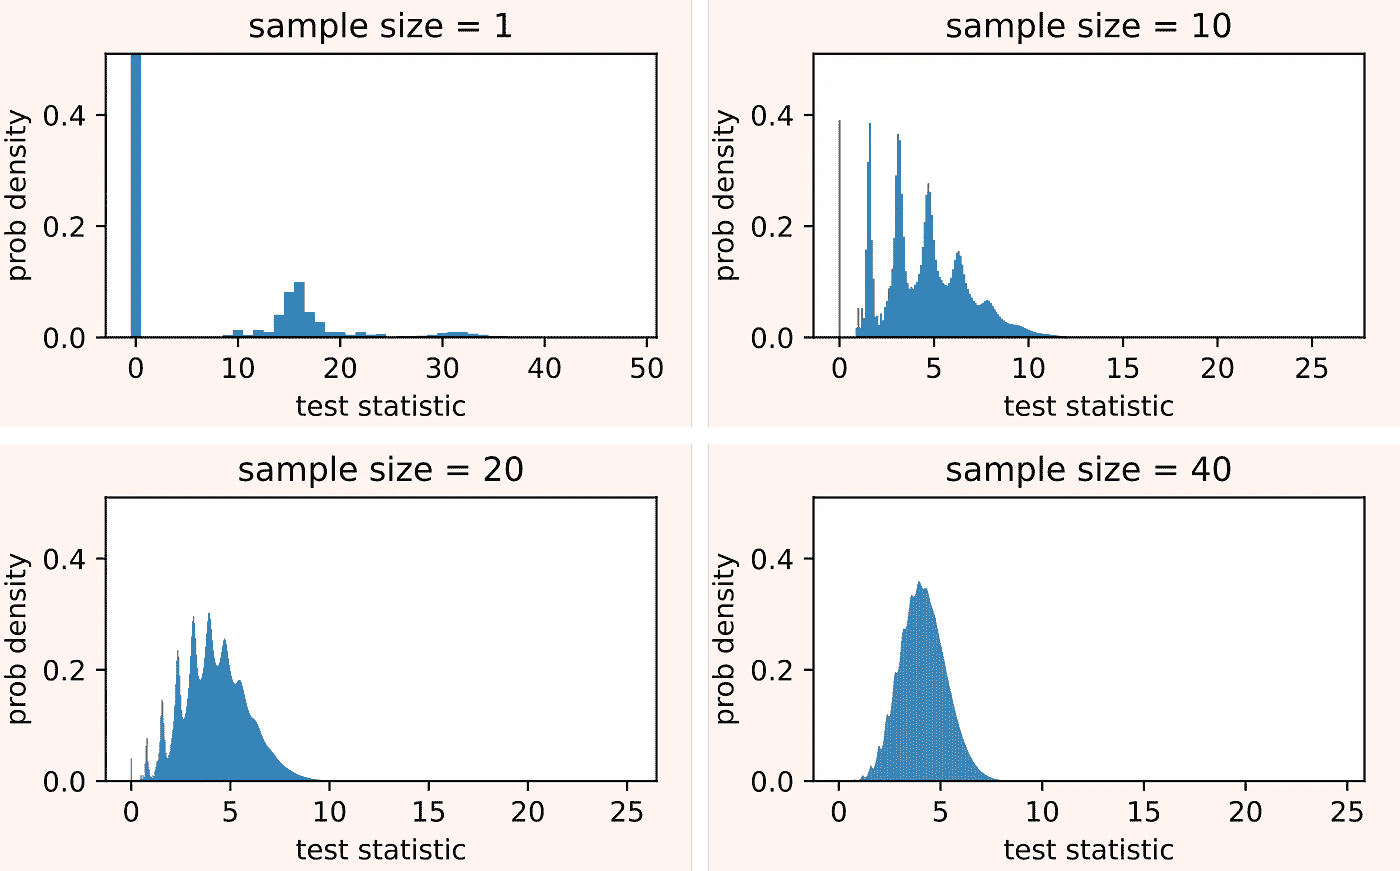 sample size = 1
prob density
0.4
0.2
0.0
0 10 20 30 40 50
test statistic
sample size = 10
prob density
0.4
0.2
0.0
0 5 10 15 20 25
test statistic
sample size = 20
prob density
0.4
0.2
0.0
0 5 10 15 20 25
test statistic
sample size = 40
prob density
0.4
0.2
0.0
0 5 10 15 20 25
test statistic